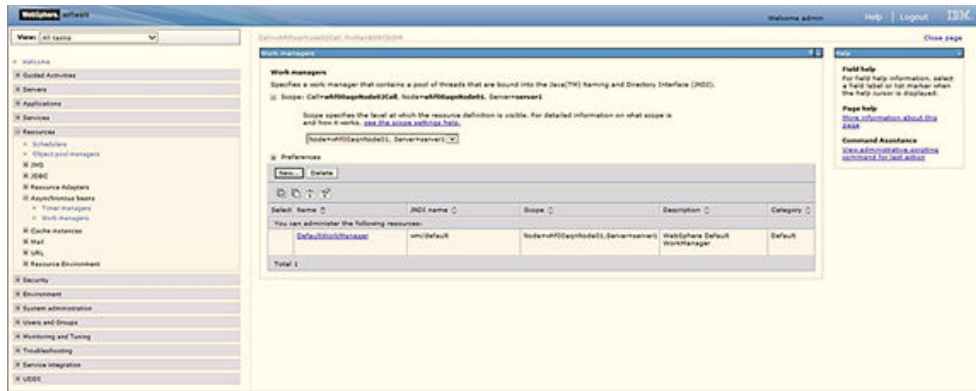 WebSphere. software
Welcome admin
Help | Logout
IBM
View: All tasks
Welcome
Guided Activities
Servers
Applications
Services
Resources
Schedulers
Object pool managers
JMS
JDBC
Resource Adapters
Asynchronous beans
Timer managers
Work managers
Cache instances
Mail
URL
Resource Environment
Security
Environment
System administration
Users and Groups
Monitoring and Tuning
Troubleshooting
Service integration
UDDI
Close page
Work managers
Work managers
Specifies a work manager that contains a pool of threads that are bound into the Java(TM) Naming and Directory Interface (JNDI).
Scope: Server=server1
Scope specifies the level at which the resource definition is visible. For detailed information on what scope is
and how it works, see the scope settings help.
Server=server1
Preferences
New... Delete
Select Name JNDI name Scope Description Category
You can administer the following resources:
DefaultWorkManager wm/default WebSphere Default WorkManager Default
Total 1
Help
Field help
For field help information, select
a field label or list marker when
the help cursor is displayed.
Page help
More information about this
page
Command Assistance
View administrative scripting
command for last action